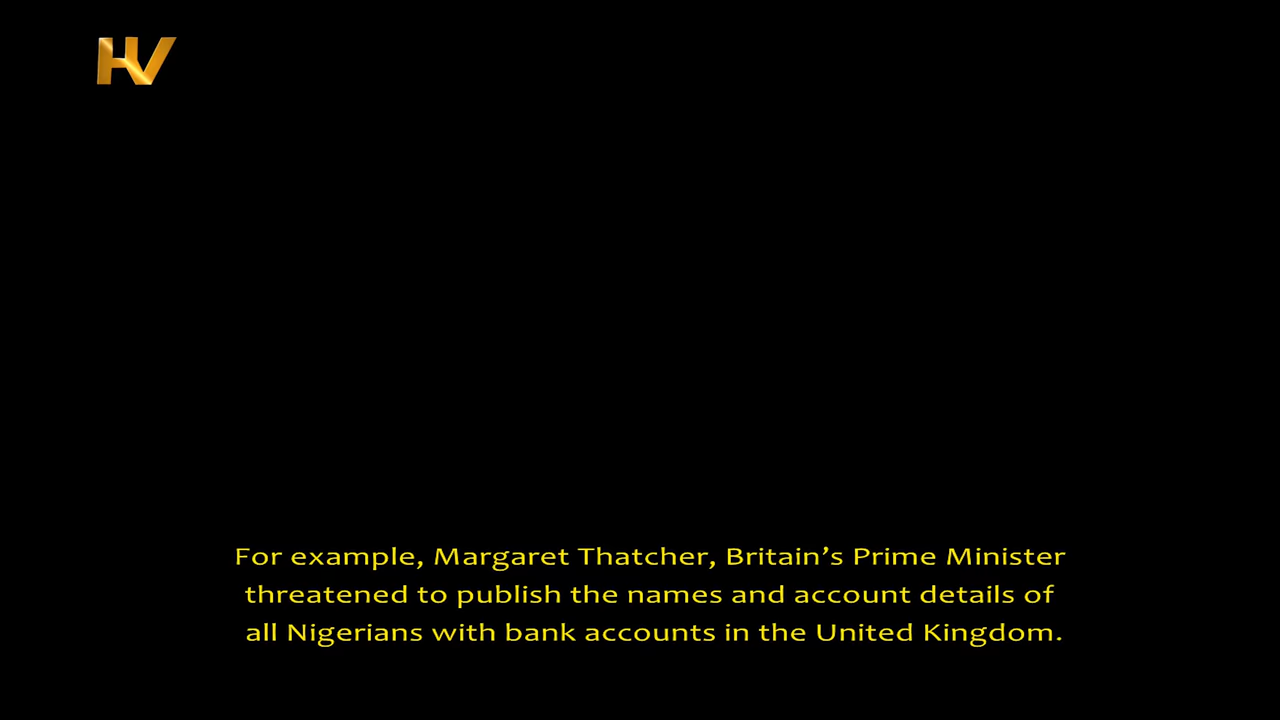 HV
For example, Margaret Thatcher, Britain’s Prime Minister
threatened to publish the names and account details of
all Nigerians with bank accounts in the United Kingdom.